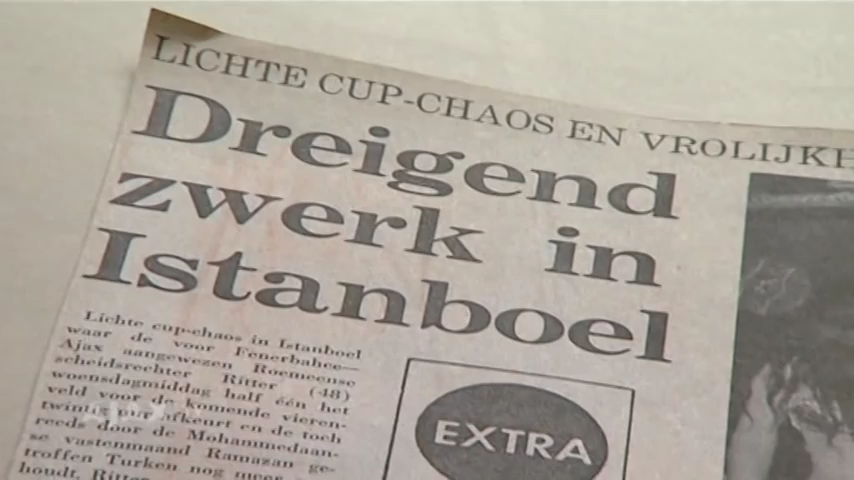 LICHTE CUP-CHAOS EN VROLIJKH
Dreigend
zwerk in
Istanboel
Lichte cup-chaos in Istanboel
waar de voor Fenerbahce—
Ajax aangewezen Roemeense
scheidsrechter Ritter (48)
woensdagmiddag half één het
veld voor de komende vieren-
twintig uur afkeurt en de toch
reeds door de Mohammedaan-
se vastenmaand Ramazan ge-
troffen Turken nog meer
houdt. Ritter
EXTRA